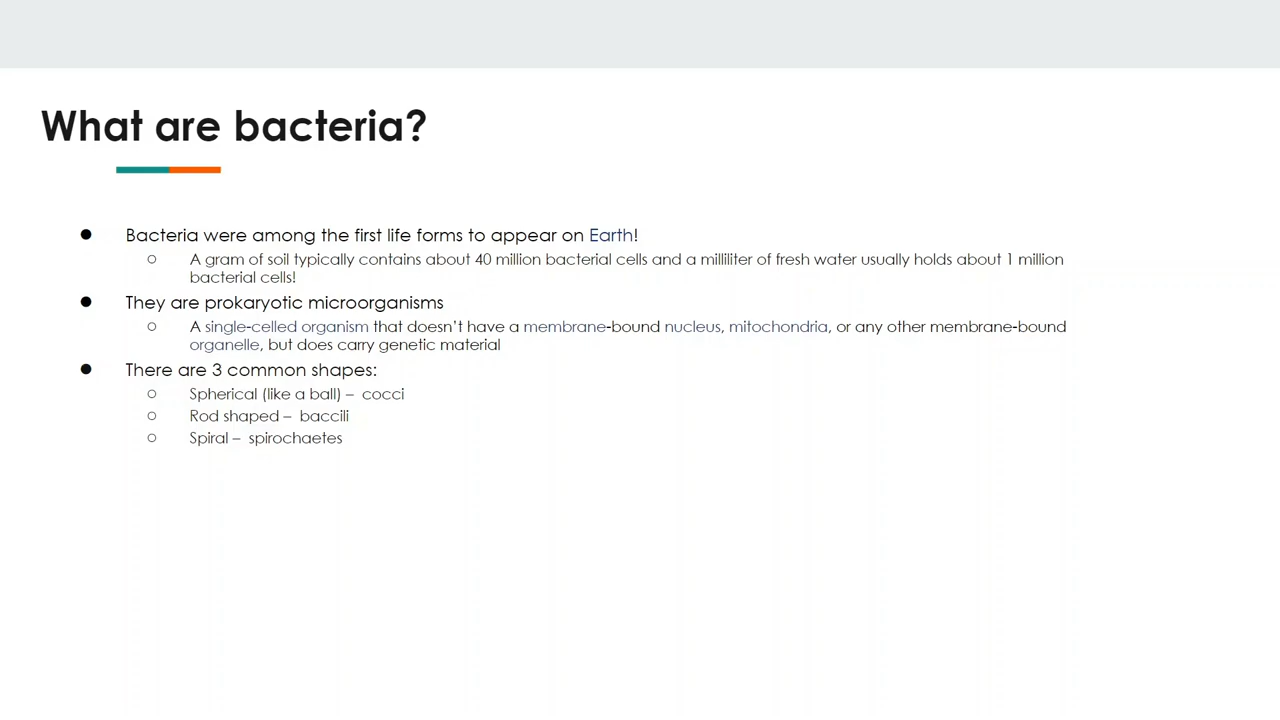 What are bacteria?
● Bacteria were among the first life forms to appear on Earth!
○ A gram of soil typically contains about 40 million bacterial cells and a milliliter of fresh water usually holds about 1 million
bacterial cells!
● They are prokaryotic microorganisms
○ A single-celled organism that doesn't have a membrane-bound nucleus, mitochondria, or any other membrane-bound
organelle, but does carry genetic material
● There are 3 common shapes:
○ Spherical (like a ball) – cocci
○ Rod shaped – baccili
○ Spiral – spirochaetes